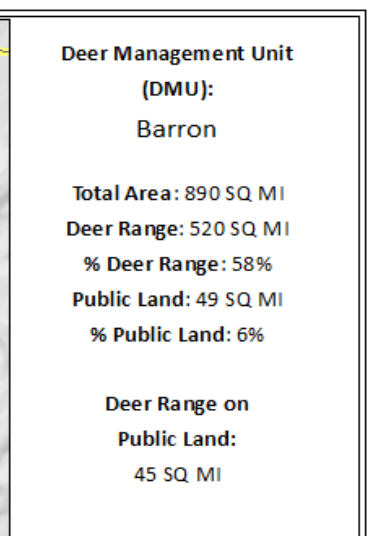 Deer Management Unit
(DMU):
Barron
Total Area: 890 SQ MI
Deer Range: 520 SQ MI
% Deer Range: 58%
Public Land: 49 SQ MI
% Public Land: 6%
Deer Range on
Public Land:
45 SQ MI